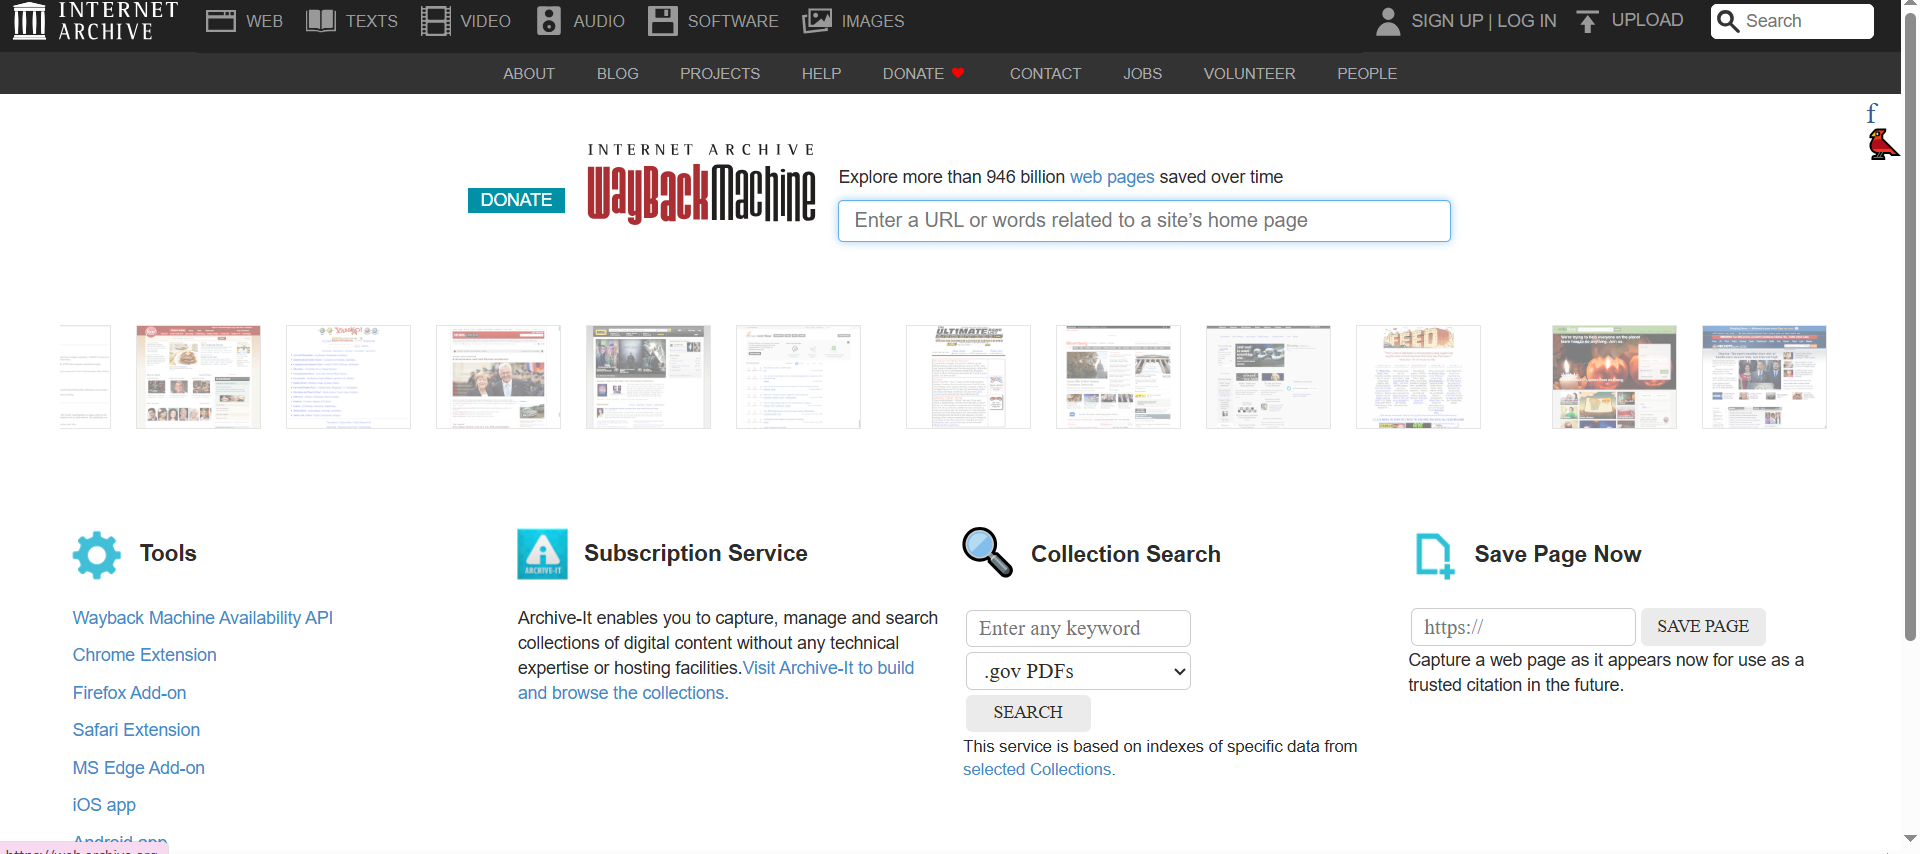 INTERNET ARCHIVE
WEB
TEXTS
VIDEO
AUDIO
SOFTWARE
IMAGES
SIGN UP | LOG IN
UPLOAD
Search
ABOUT
BLOG
PROJECTS
HELP
DONATE
CONTACT
JOBS
VOLUNTEER
PEOPLE
f
DONATE
INTERNET ARCHIVE
WayBackMachine
Explore more than 946 billion web pages saved over time
Enter a URL or words related to a site’s home page
Tools
Wayback Machine Availability API
Chrome Extension
Firefox Add-on
Safari Extension
MS Edge Add-on
iOS app
Android app
ARCHIVE-IT
Subscription Service
Archive-It enables you to capture, manage and search
collections of digital content without any technical
expertise or hosting facilities.Visit Archive-It to build
and browse the collections.
Collection Search
Enter any keyword
.gov PDFs
SEARCH
This service is based on indexes of specific data from
selected Collections.
Save Page Now
https://
SAVE PAGE
Capture a web page as it appears now for use as a
trusted citation in the future.
https://web.archive.org